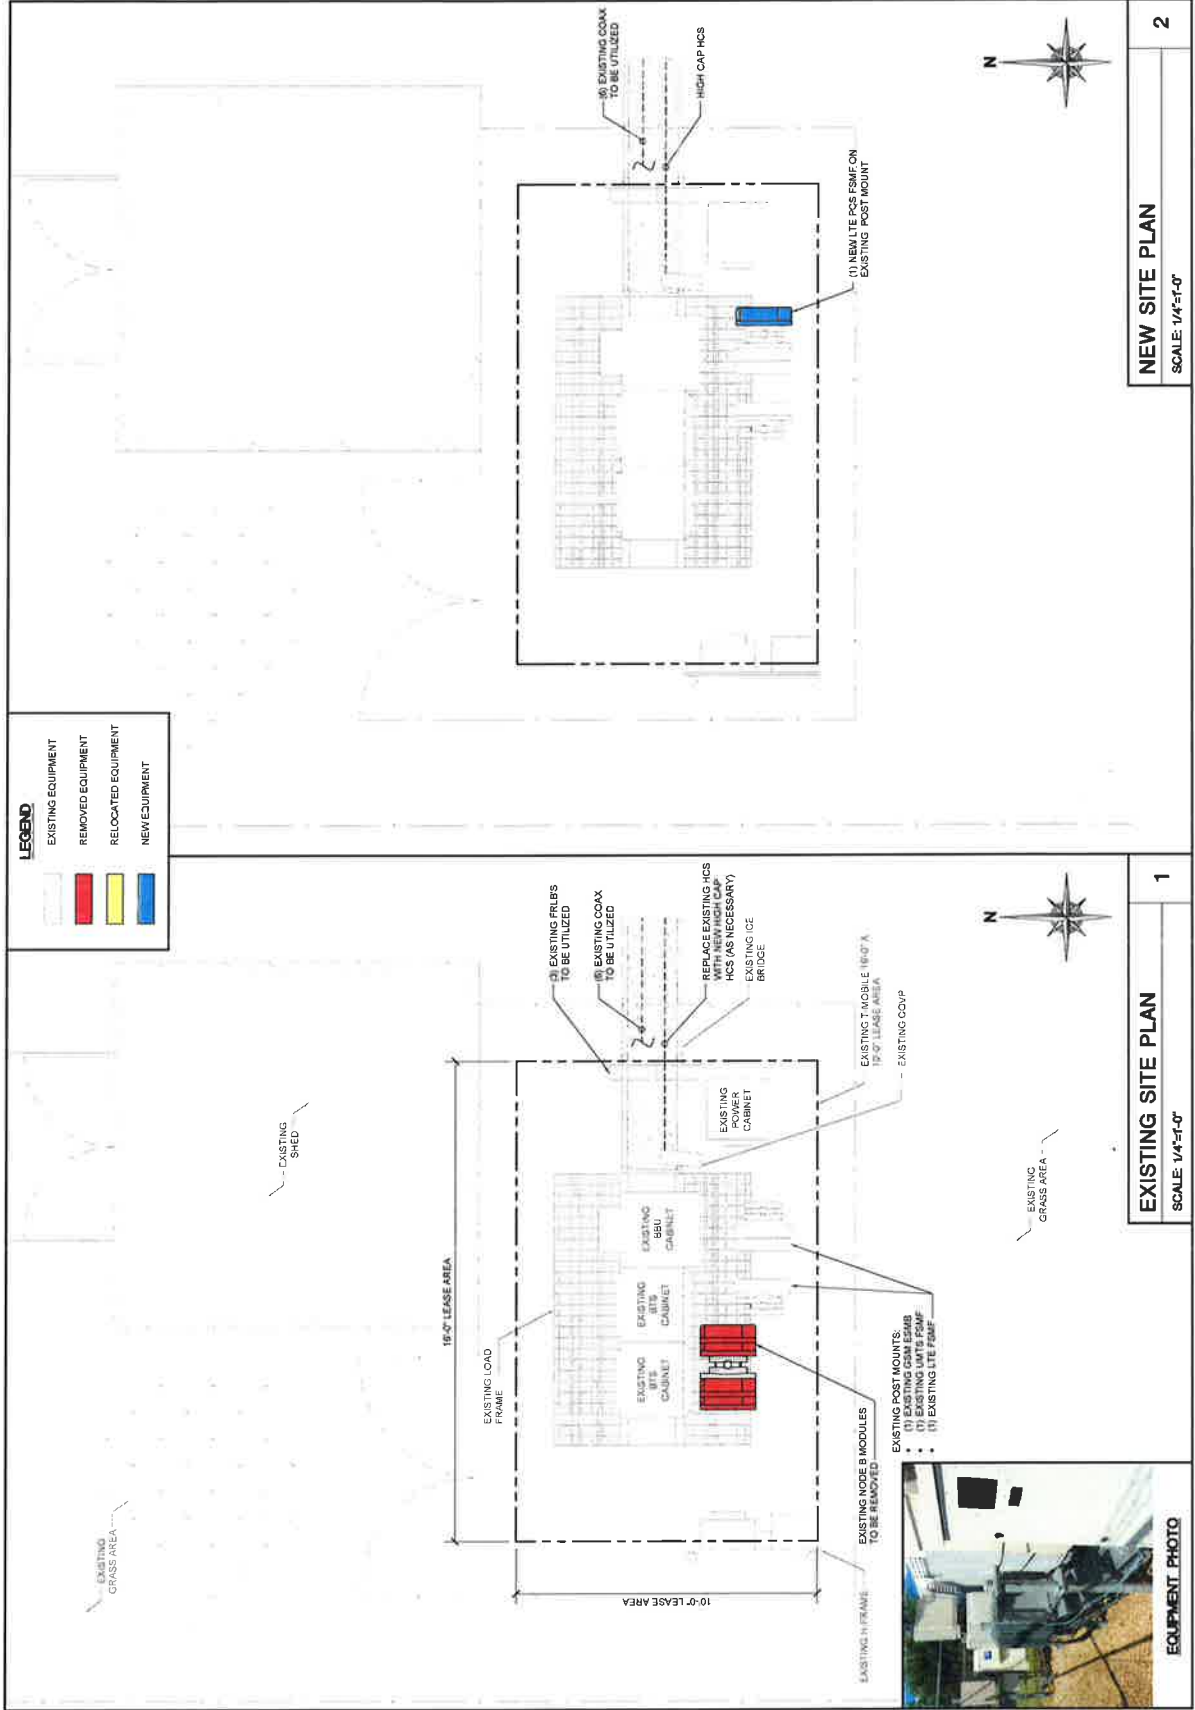 LEGEND
EXISTING EQUIPMENT
REMOVED EQUIPMENT
RELOCATED EQUIPMENT
NEW EQUIPMENT
EXISTING
GRASS AREA
EXISTING
SHED
16'-0" LEASE AREA
10'-0" LEASE AREA
EXISTING LOAD
FRAME
EXISTING
BTS
CABINET
EXISTING
BTS
CABINET
EXISTING
BBU
CABINET
EXISTING
POWER
CABINET
(3) EXISTING FRLB'S
TO BE UTILIZED
(6) EXISTING COAX
TO BE UTILIZED
REPLACE EXISTING HCS
WITH NEW HIGH CAP
HCS (AS NECESSARY)
EXISTING ICE
BRIDGE
EXISTING T-MOBILE 16'-0" X
10'-0" LEASE AREA
EXISTING COVP
EXISTING
GRASS AREA
EXISTING H-FRAME
EXISTING NODE B MODULES
TO BE REMOVED
EXISTING POST MOUNTS:
• (1) EXISTING GSM ESMB
• (1) EXISTING UMTS FSMF
• (1) EXISTING LTE FSMF
EQUIPMENT PHOTO
N
EXISTING SITE PLAN
SCALE: 1/4"=1'-0"
1
(6) EXISTING COAX
TO BE UTILIZED
HIGH CAP HCS
(1) NEW LTE PCS FSMF ON
EXISTING POST MOUNT
N
NEW SITE PLAN
SCALE: 1/4"=1'-0"
2